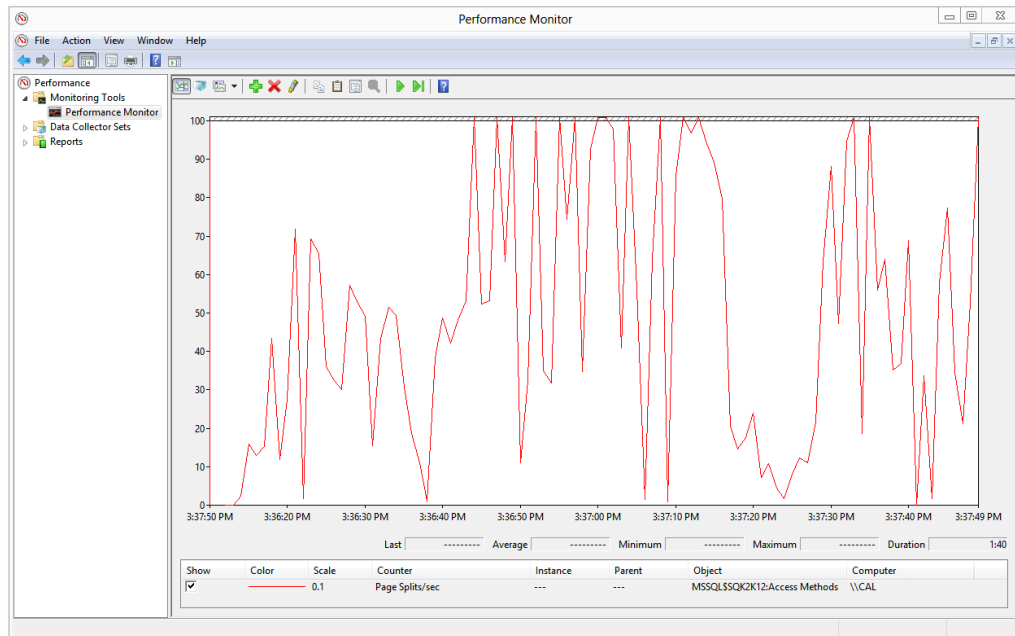 Performance Monitor
File Action View Window Help
Performance
Monitoring Tools
Performance Monitor
Data Collector Sets
Reports
100
90
80
70
60
50
40
30
20
10
0
3:37:50 PM 3:36:20 PM 3:36:30 PM 3:36:40 PM 3:36:50 PM 3:37:00 PM 3:37:10 PM 3:37:20 PM 3:37:30 PM 3:37:40 PM 3:37:49 PM
Last --------- Average --------- Minimum --------- Maximum --------- Duration 1:40
Show Color Scale Counter Instance Parent Object Computer
0.1 Page Splits/sec --- --- MSSQL$SQK2K12:Access Methods \\CAL